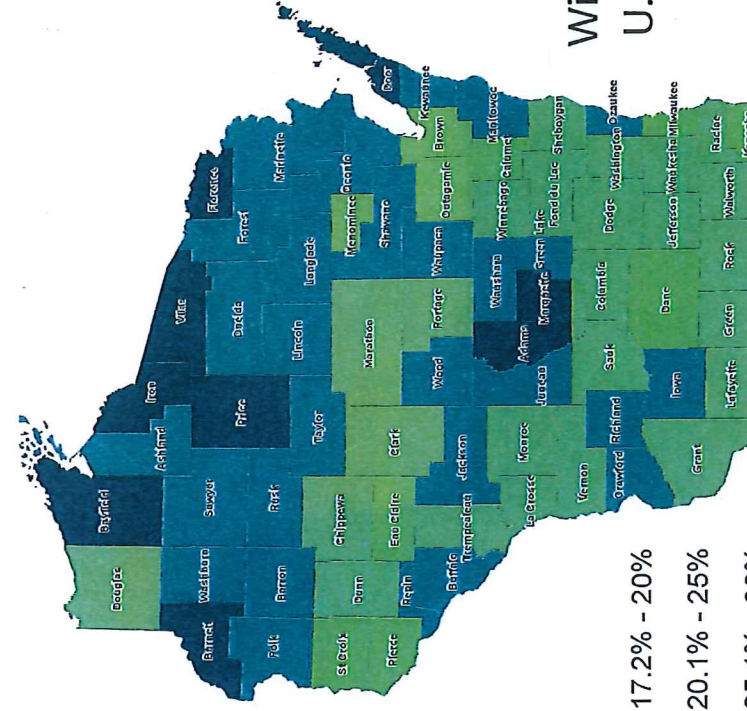 Door
Florence
Kewaunee
Marinette
Brown
Manitowoc
Oconto
Sheboygan
Forest
Outagamie
Calumet
Ozaukee
Milwaukee
Menominee
Shawano
Winnebago
Fond du Lac
Washington
Waukesha
Racine
Vilas
Langlade
Waupaca
Green Lake
Dodge
Jefferson
Walworth
Oneida
Waushara
Marquette
Columbia
Rock
Iron
Lincoln
Marathon
Portage
Adams
Dane
Green
Price
Wood
Juneau
Sauk
Iowa
Lafayette
Ashland
Taylor
Clark
Jackson
Monroe
Richland
Bayfield
Sawyer
Rusk
Chippewa
Eau Claire
Trempealeau
La Crosse
Vernon
Crawford
Grant
Douglas
Washburn
Barron
Dunn
Pepin
Buffalo
Burnett
Polk
St Croix
Pierce
Wi
U.
17.2% - 20%
20.1% - 25%